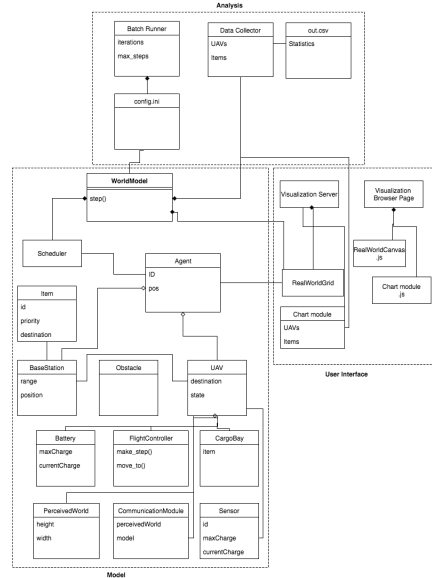 Analysis
Batch Runner
iterations
max_steps
Data Collector
UAVs
Items
out.csv
Statistics
config.ini
WorldModel
step()
Scheduler
Agent
ID
pos
Item
id
priority
destination
BaseStation
range
position
Obstacle
UAV
destination
state
Battery
maxCharge
currentCharge
FlightController
make_step()
move_to()
CargoBay
item
PerceivedWorld
height
width
CommunicationModule
perceivedWorld
model
Sensor
id
maxCharge
currentCharge
Model
Visualization Server
Visualization
Browser Page
RealWorldCanvas
.js
RealWorldGrid
Chart module
.js
Chart module
UAVs
Items
User Interface